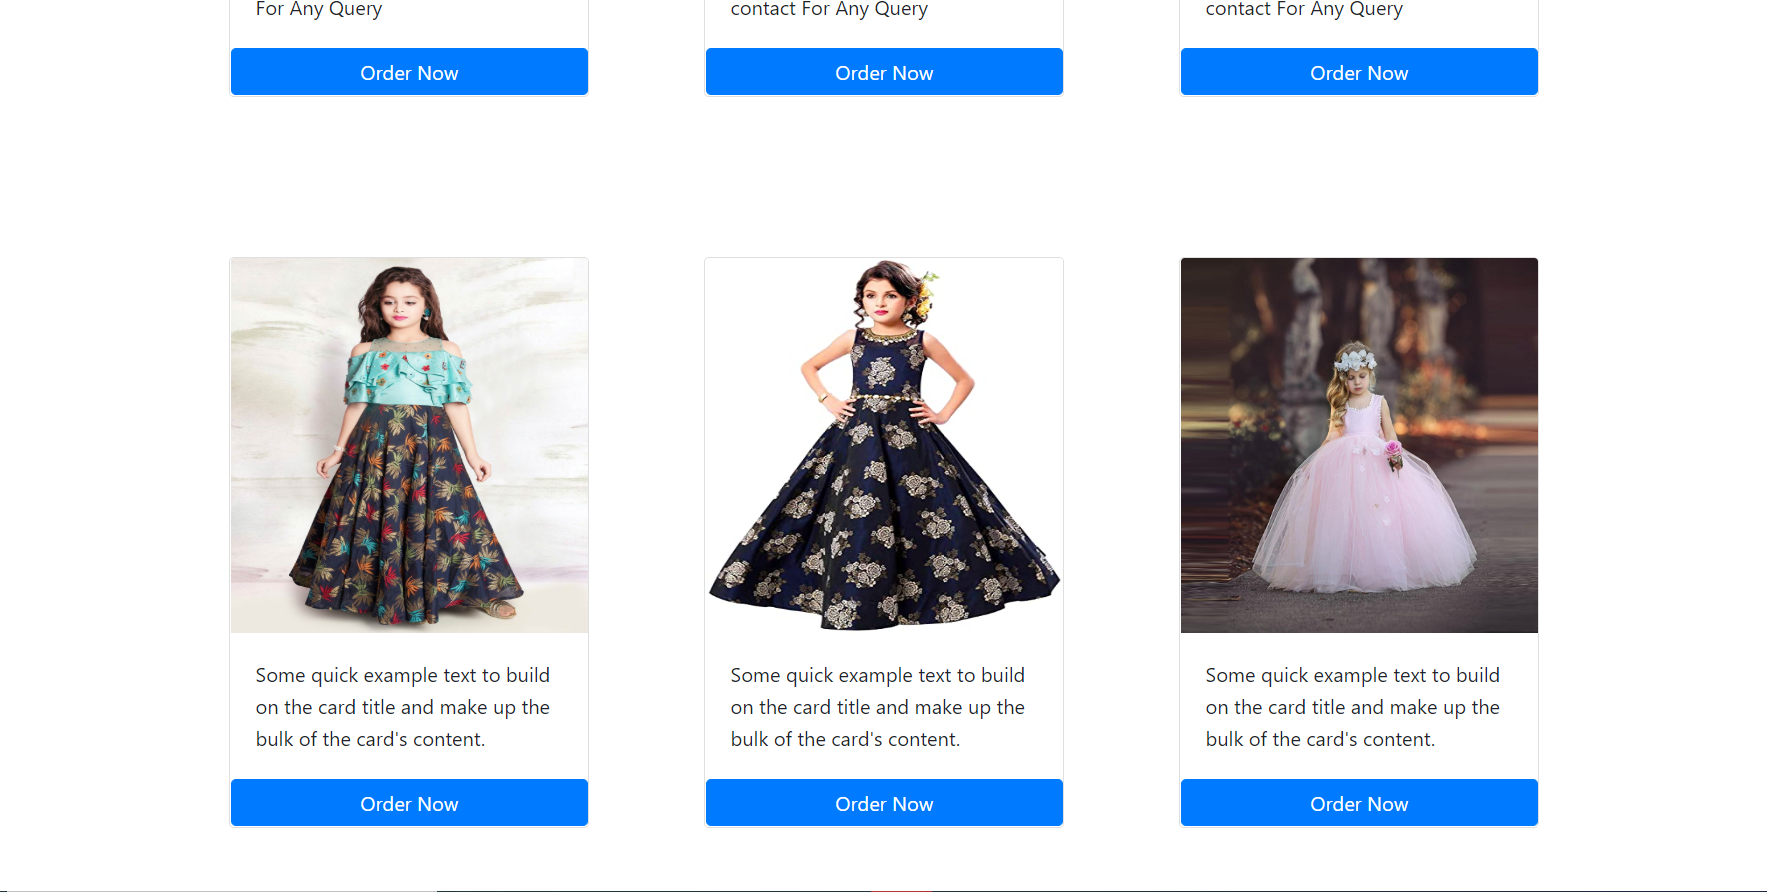 For Any Query
contact For Any Query
contact For Any Query
Order Now
Order Now
Order Now
Some quick example text to build
on the card title and make up the
bulk of the card's content.
Some quick example text to build
on the card title and make up the
bulk of the card's content.
Some quick example text to build
on the card title and make up the
bulk of the card's content.
Order Now
Order Now
Order Now